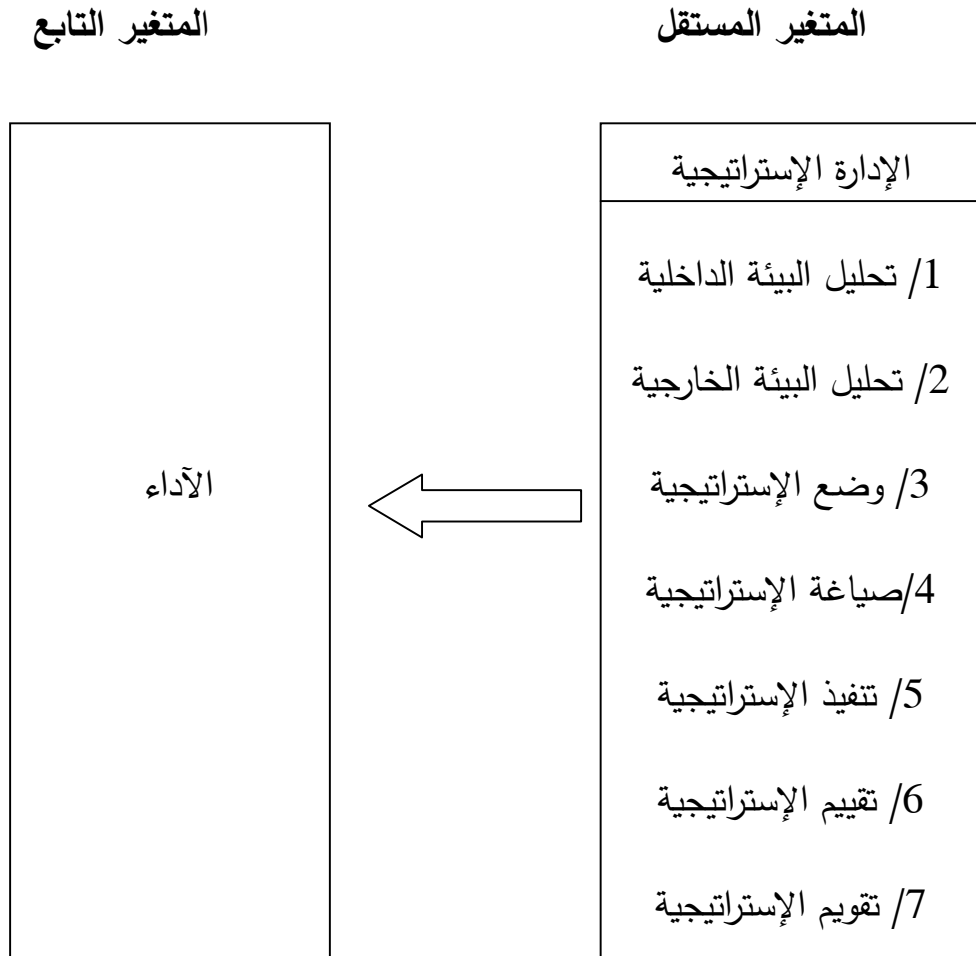 المتغير المستقل
المتغير التابع
الإدارة الإستراتيجية
1/ تحليل البيئة الداخلية
2/ تحليل البيئة الخارجية
3/ وضع الإستراتيجية
4/صياغة الإستراتيجية
5/ تنفيذ الإستراتيجية
6/ تقييم الإستراتيجية
7/ تقويم الإستراتيجية
الآداء